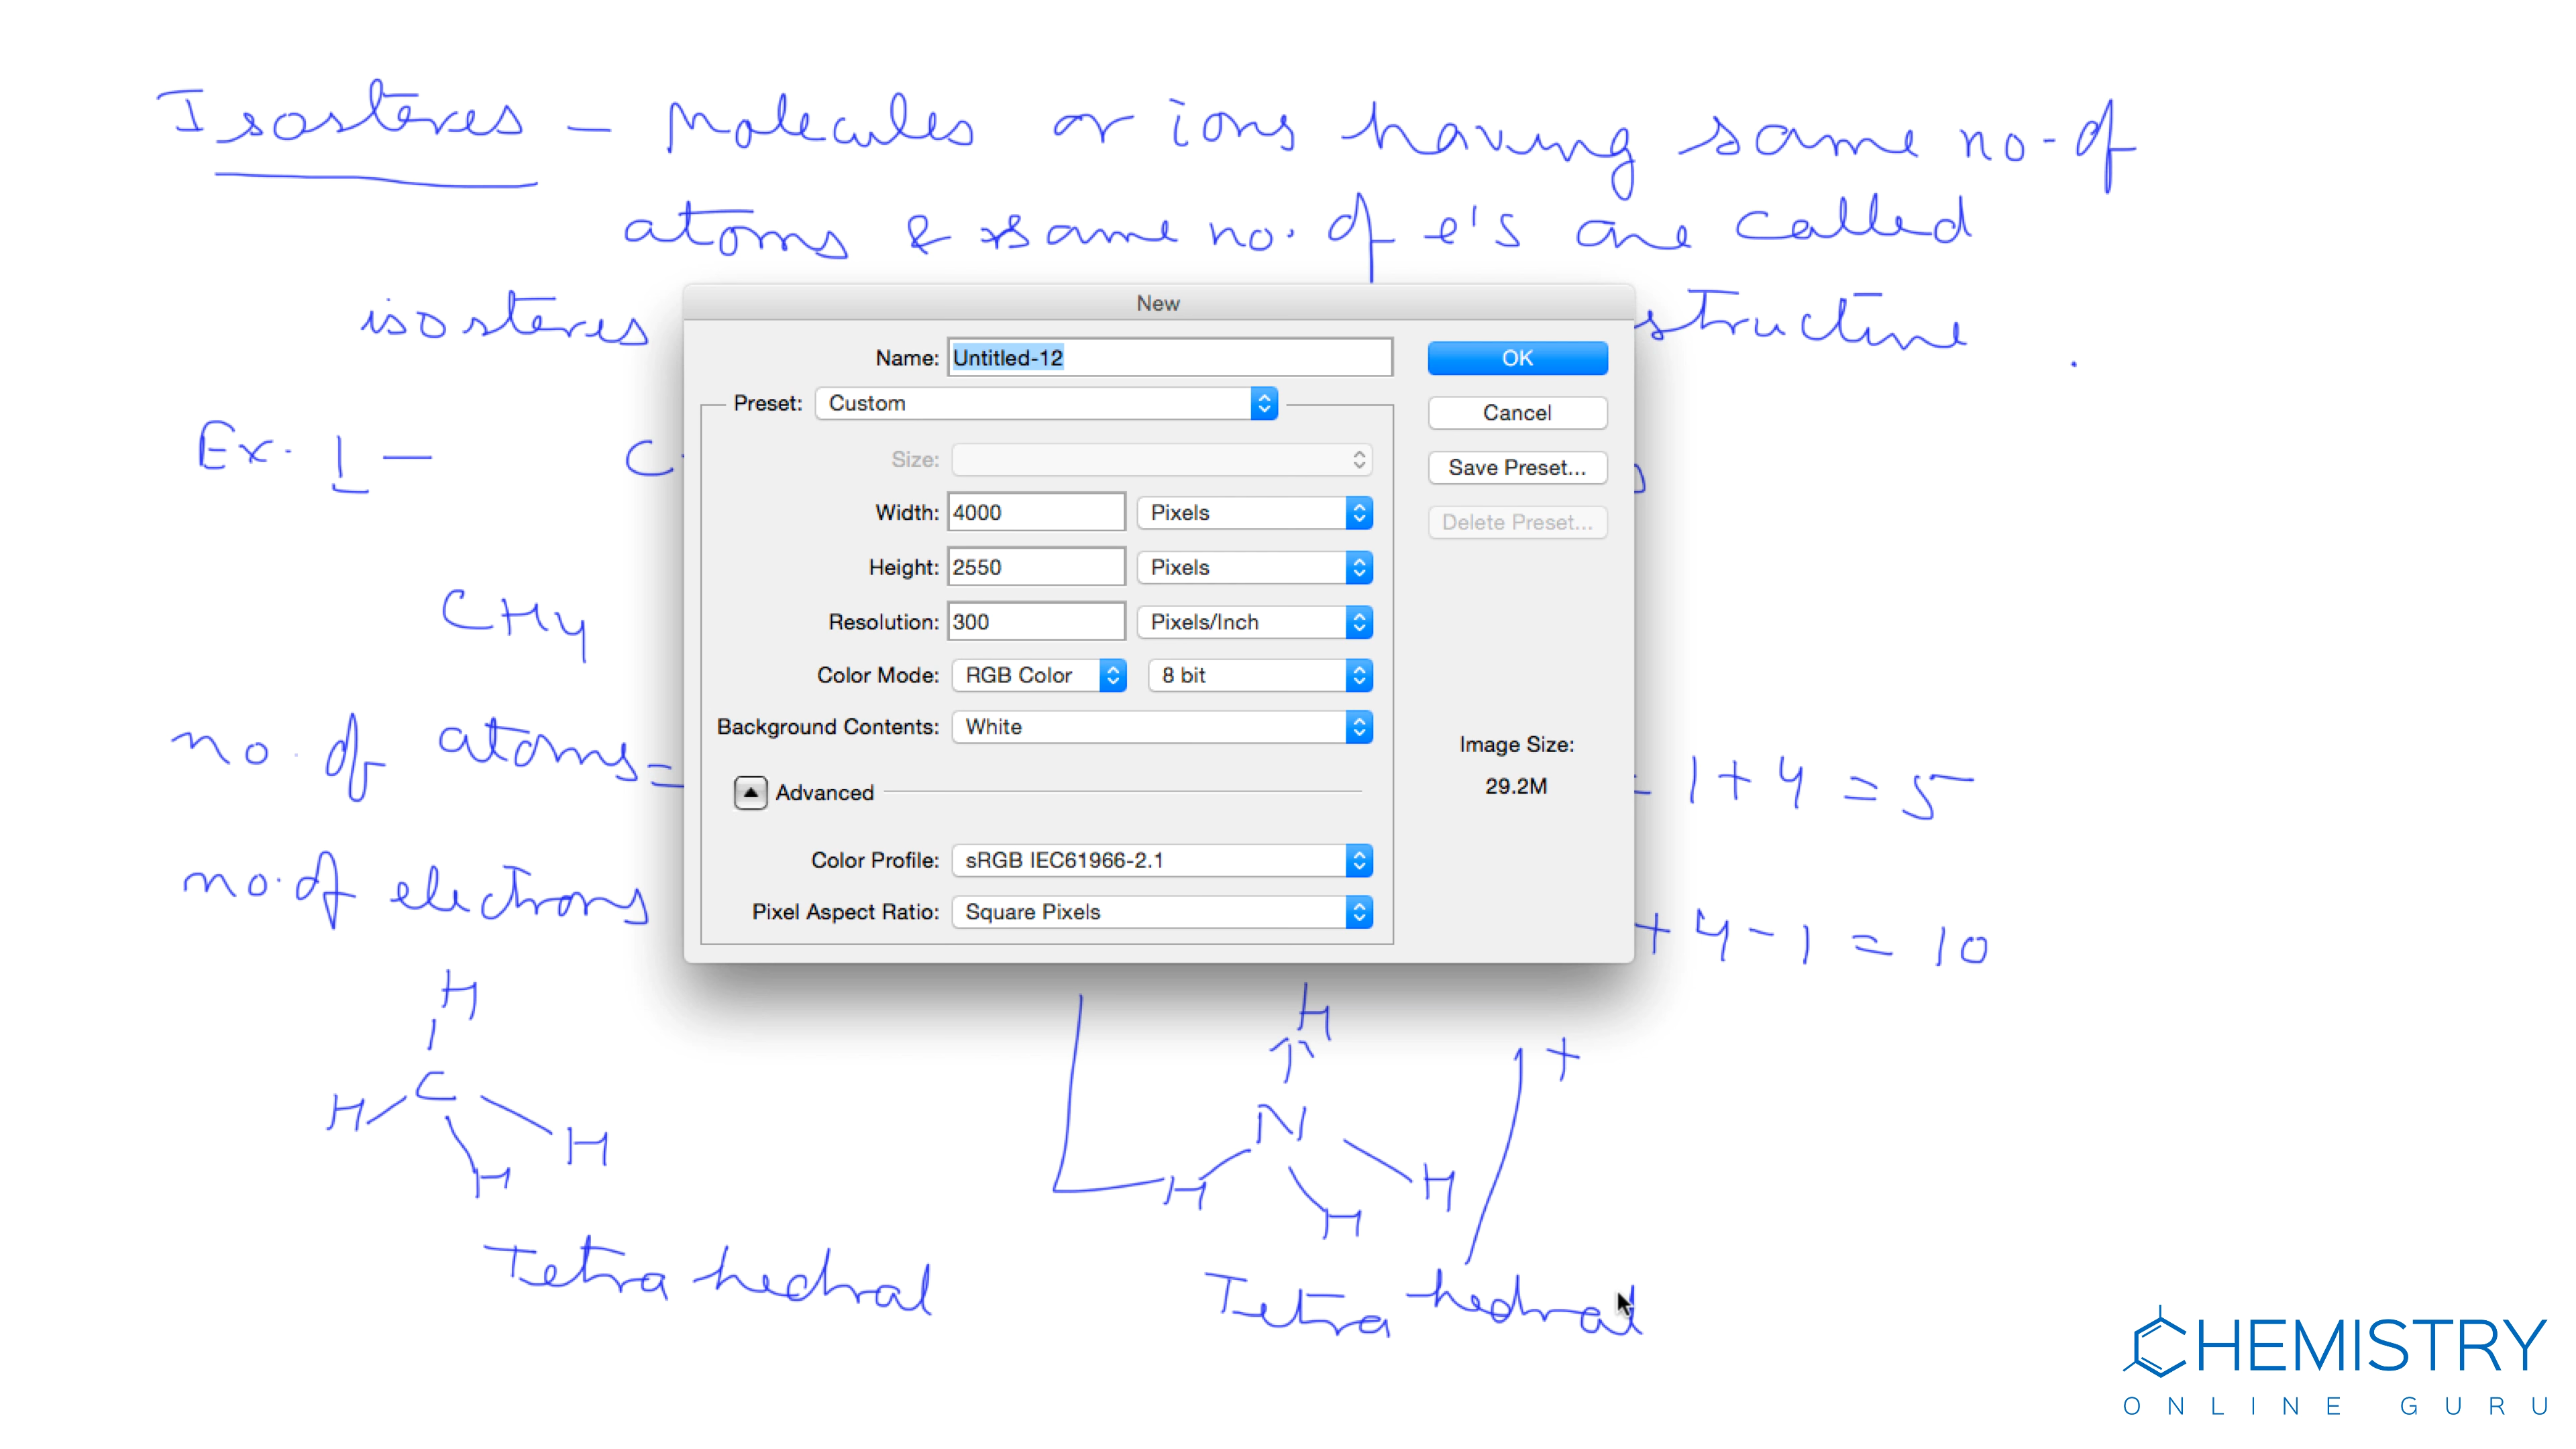 Isosteres - Molecules or ions having same no. of
atoms & same no. of e's are called
isosteres
structure.
Ex. 1 - C
CH4
no. of atoms =
- 1 + 4 = 5
no. of electrons
+ 4 - 1 = 10
New
Name: Untitled-12
OK
Preset: Custom
Cancel
Size:
Save Preset...
Width: 4000 Pixels
Delete Preset...
Height: 2550 Pixels
Resolution: 300 Pixels/Inch
Color Mode: RGB Color 8 bit
Background Contents: White
Image Size:
29.2M
Advanced
Color Profile: sRGB IEC61966-2.1
Pixel Aspect Ratio: Square Pixels
H
C
H H
H
Tetrahedral
H
N +
H H
H
Tetrahedral
CHEMISTRY
ONLINE GURU